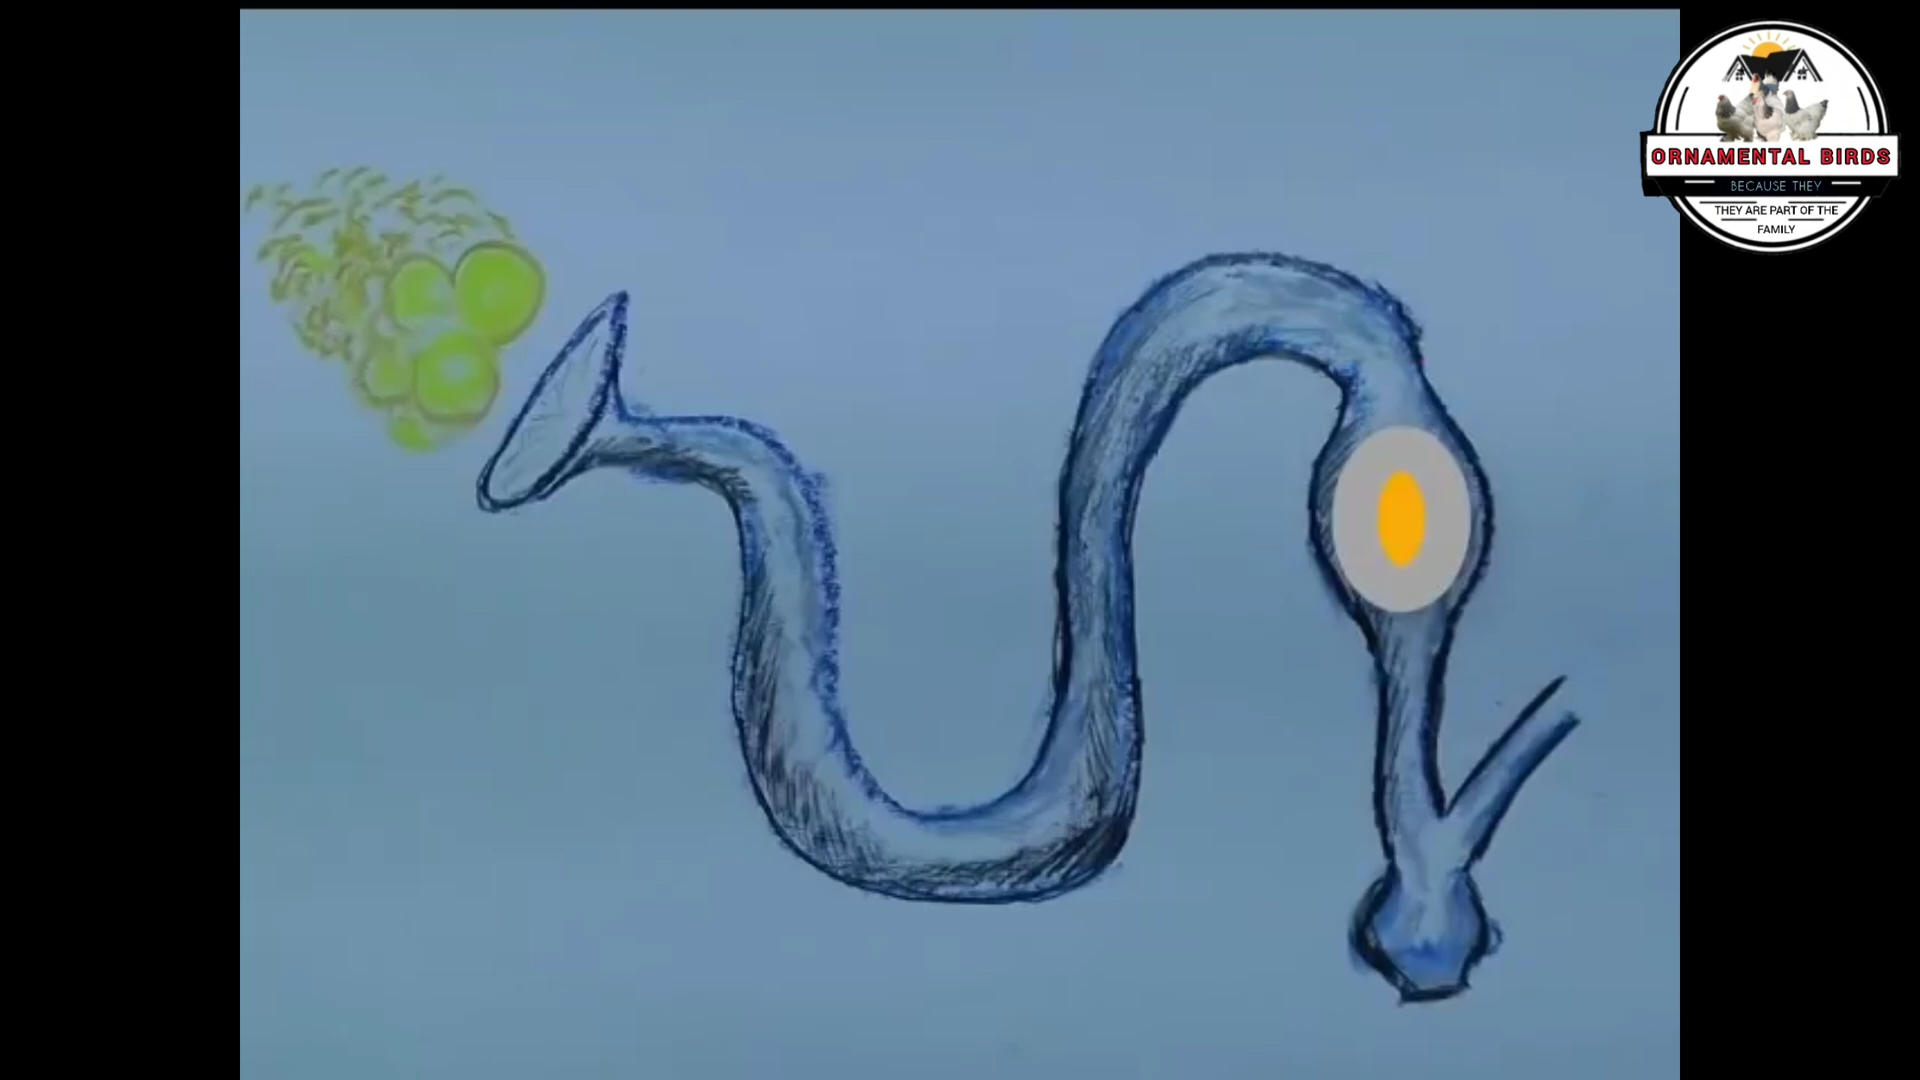 ORNAMENTAL BIRDS
BECAUSE THEY
THEY ARE PART OF THE
FAMILY